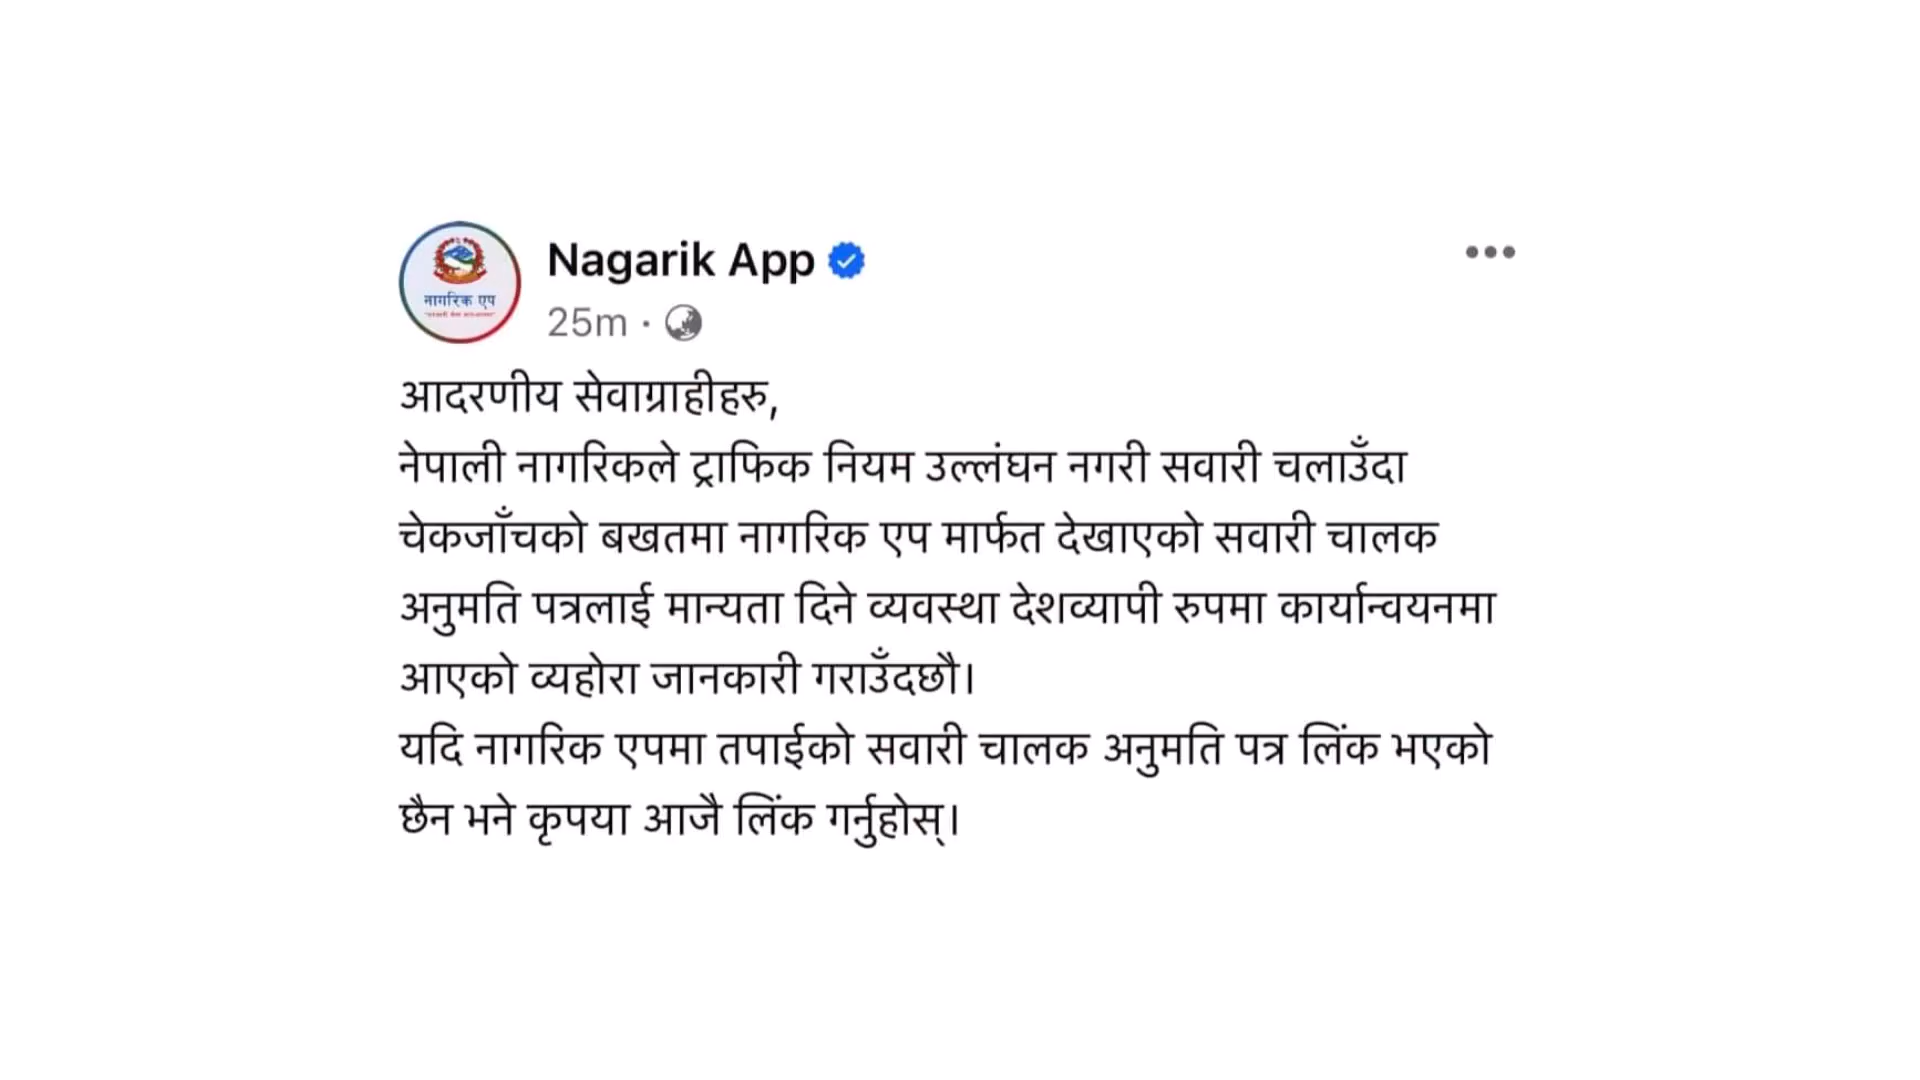 नागरिक एप
Nagarik App
25m ·
आदरणीय सेवाग्राहीहरु,
नेपाली नागरिकले ट्राफिक नियम उल्लंघन नगरी सवारी चलाउँदा
चेकजाँचको बखतमा नागरिक एप मार्फत देखाएको सवारी चालक
अनुमति पत्रलाई मान्यता दिने व्यवस्था देशव्यापी रुपमा कार्यान्वयनमा
आएको व्यहोरा जानकारी गराउँदछौ।
यदि नागरिक एपमा तपाईको सवारी चालक अनुमति पत्र लिंक भएको
छैन भने कृपया आजै लिंक गर्नुहोस्।